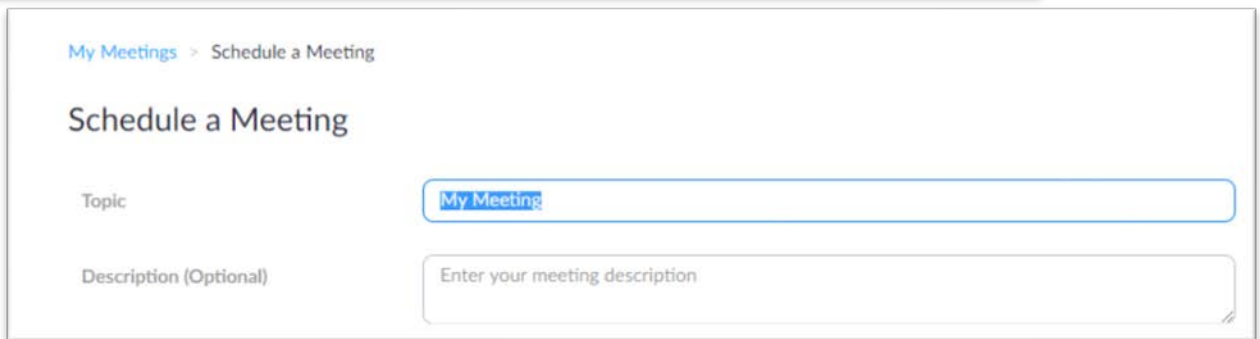 My Meetings > Schedule a Meeting
Schedule a Meeting
Topic
My Meeting
Description (Optional)
Enter your meeting description